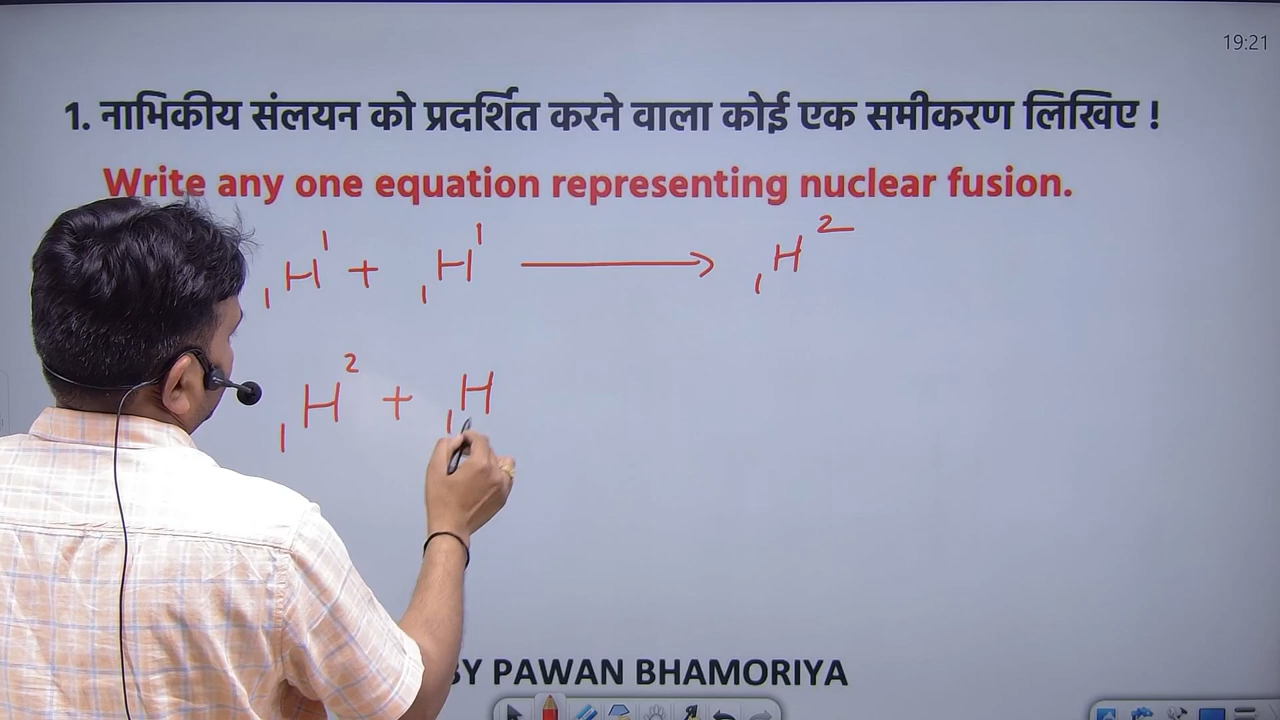 19:21
1. नाभिकीय संलयन को प्रदर्शित करने वाला कोई एक समीकरण लिखिए !
Write any one equation representing nuclear fusion.
₁H¹ + ₁H¹ ⟶ ₁H²
₁H² + ₁H
BY PAWAN BHAMORIYA